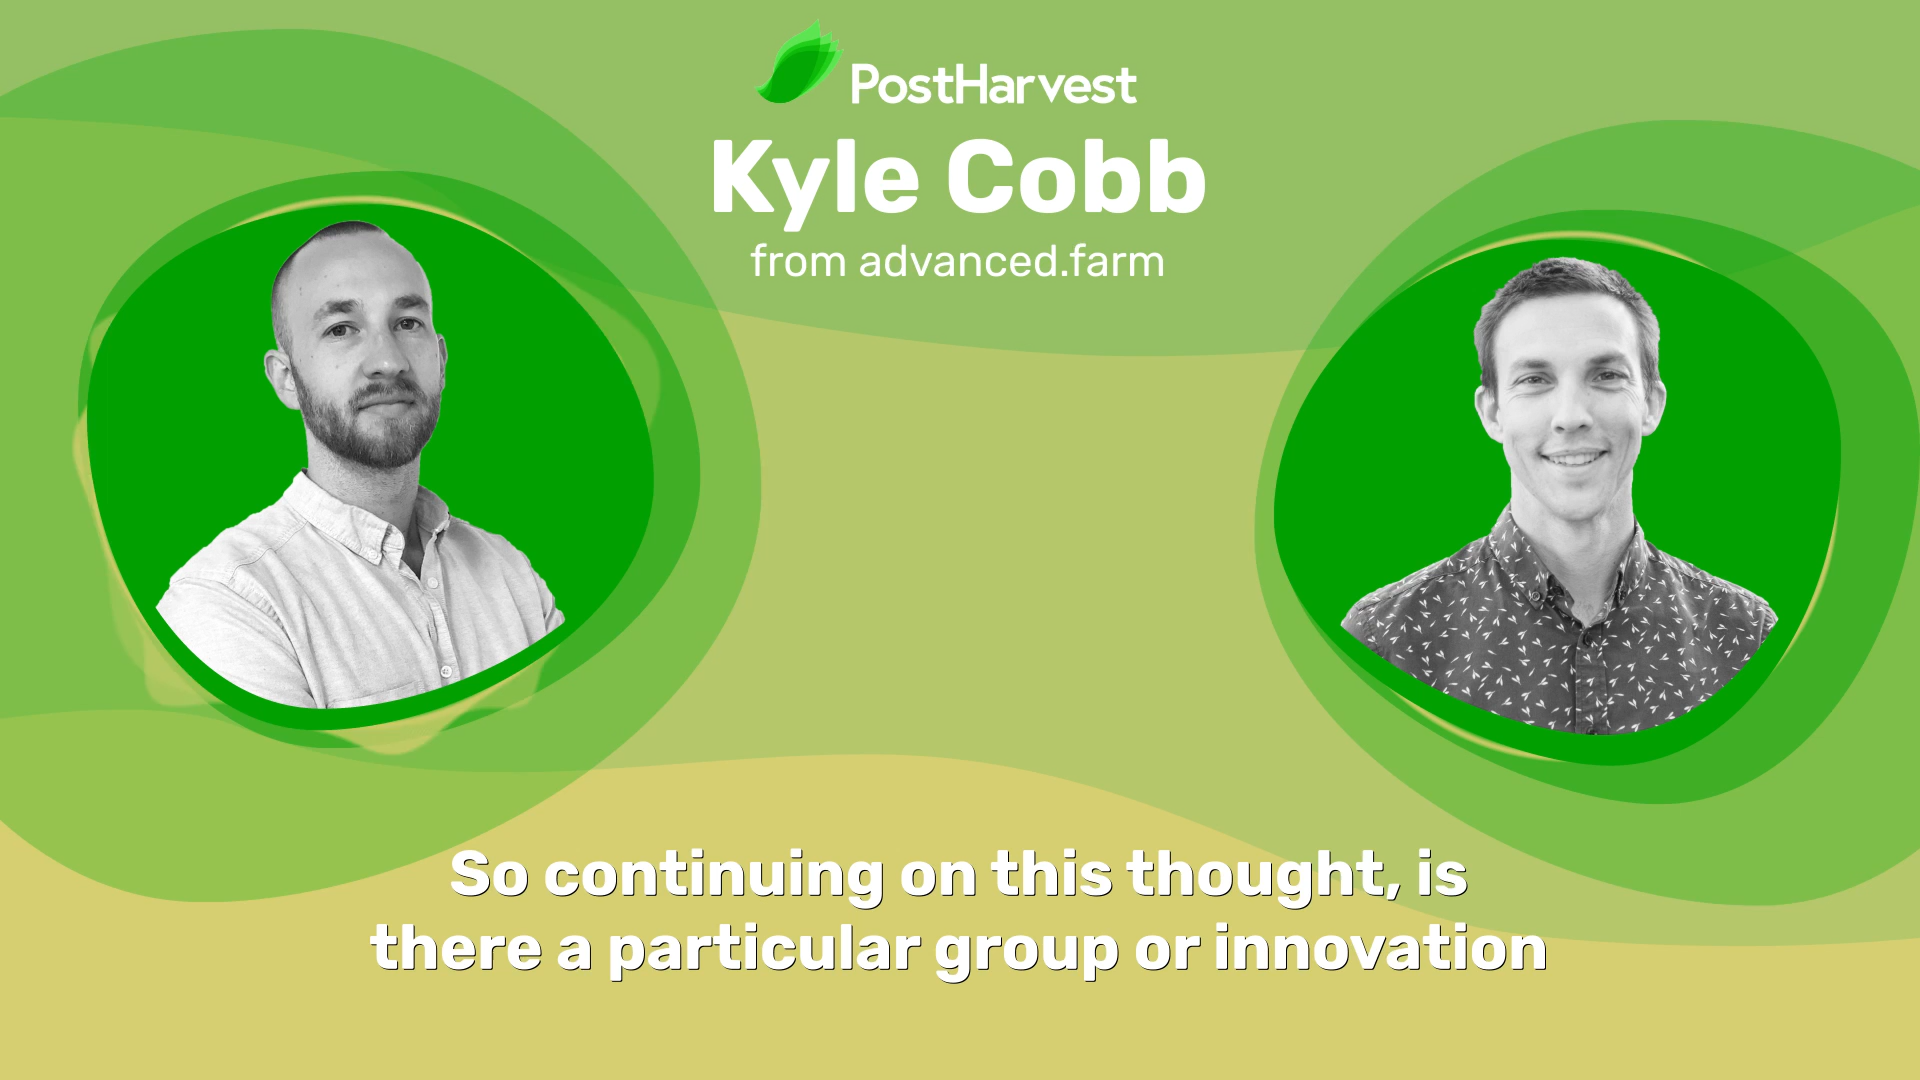 PostHarvest
Kyle Cobb
from advanced.farm
So continuing on this thought, is
there a particular group or innovation